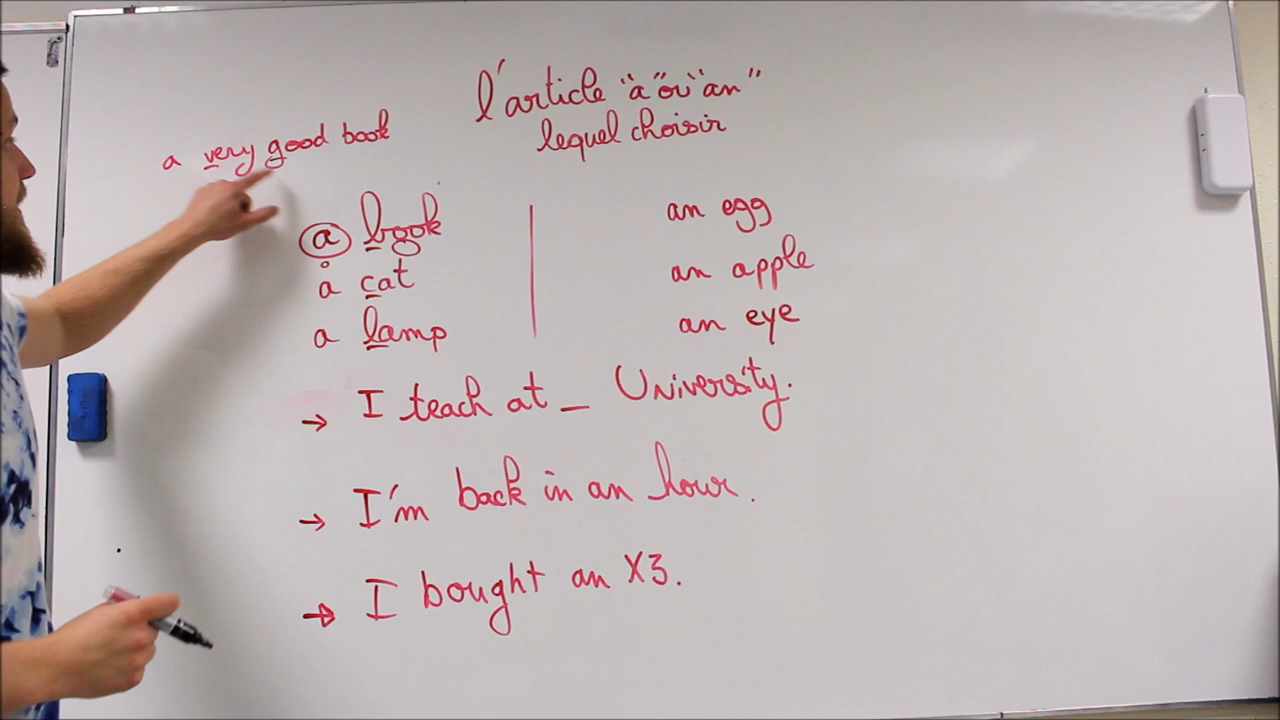 l'article "a" ou "an"
lequel choisir
a very good book
a book
a cat
a lamp
an egg
an apple
an eye
→ I teach at _ University.
→ I'm back in an hour.
→ I bought an X3.